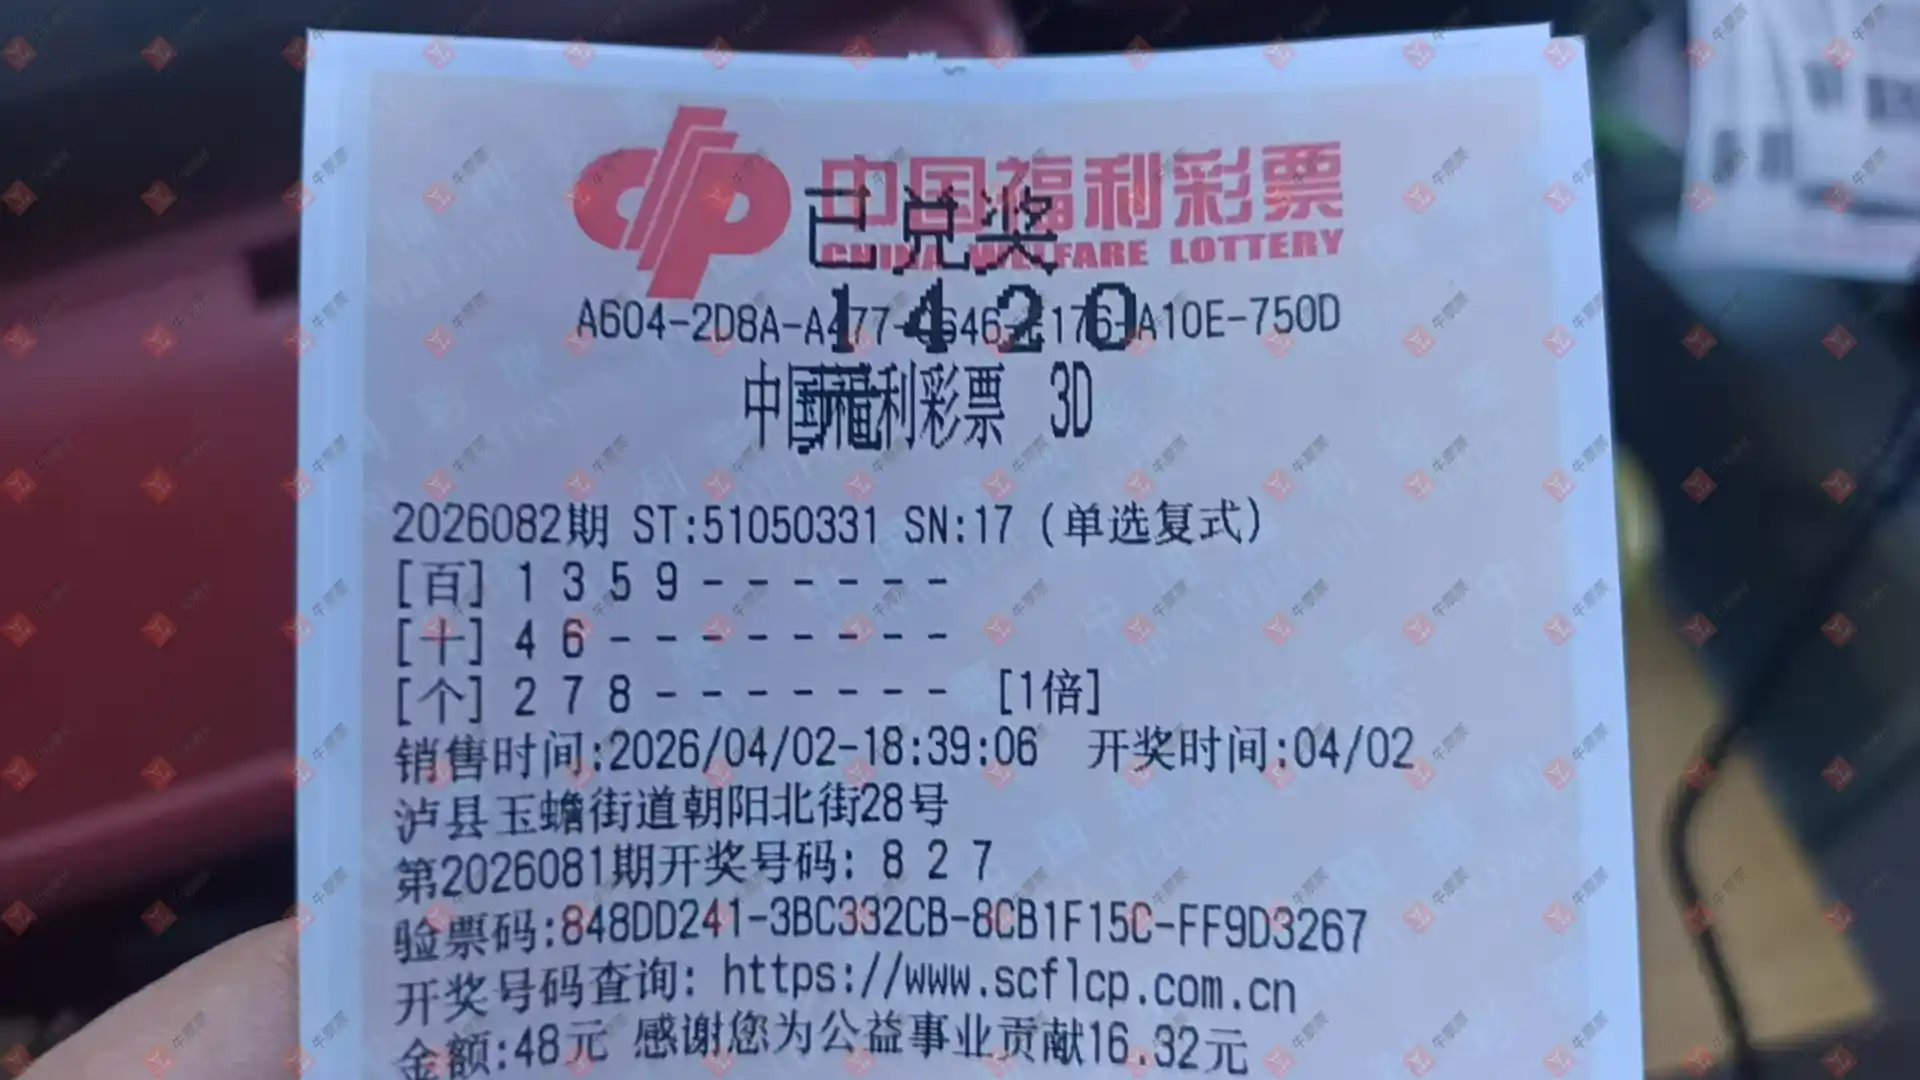 中国福利彩票
CHINA WELFARE LOTTERY
已兑奖
1420
中国福利彩票 3D
2026082期 ST:51050331 SN:17 (单选复式)
[百] 1 3 5 9 - - - - - -
[十] 4 6 - - - - - - - -
[个] 2 7 8 - - - - - - - [1倍]
销售时间:2026/04/02-18:39:06 开奖时间:04/02
泸县玉蟾街道朝阳北街28号
第2026081期开奖号码: 8 2 7
验票码:848DD241-3BC332CB-8CB1F15C-FF9D3267
开奖号码查询: https://www.scflcp.com.cn
金额:48元 感谢您为公益事业贡献16.32元